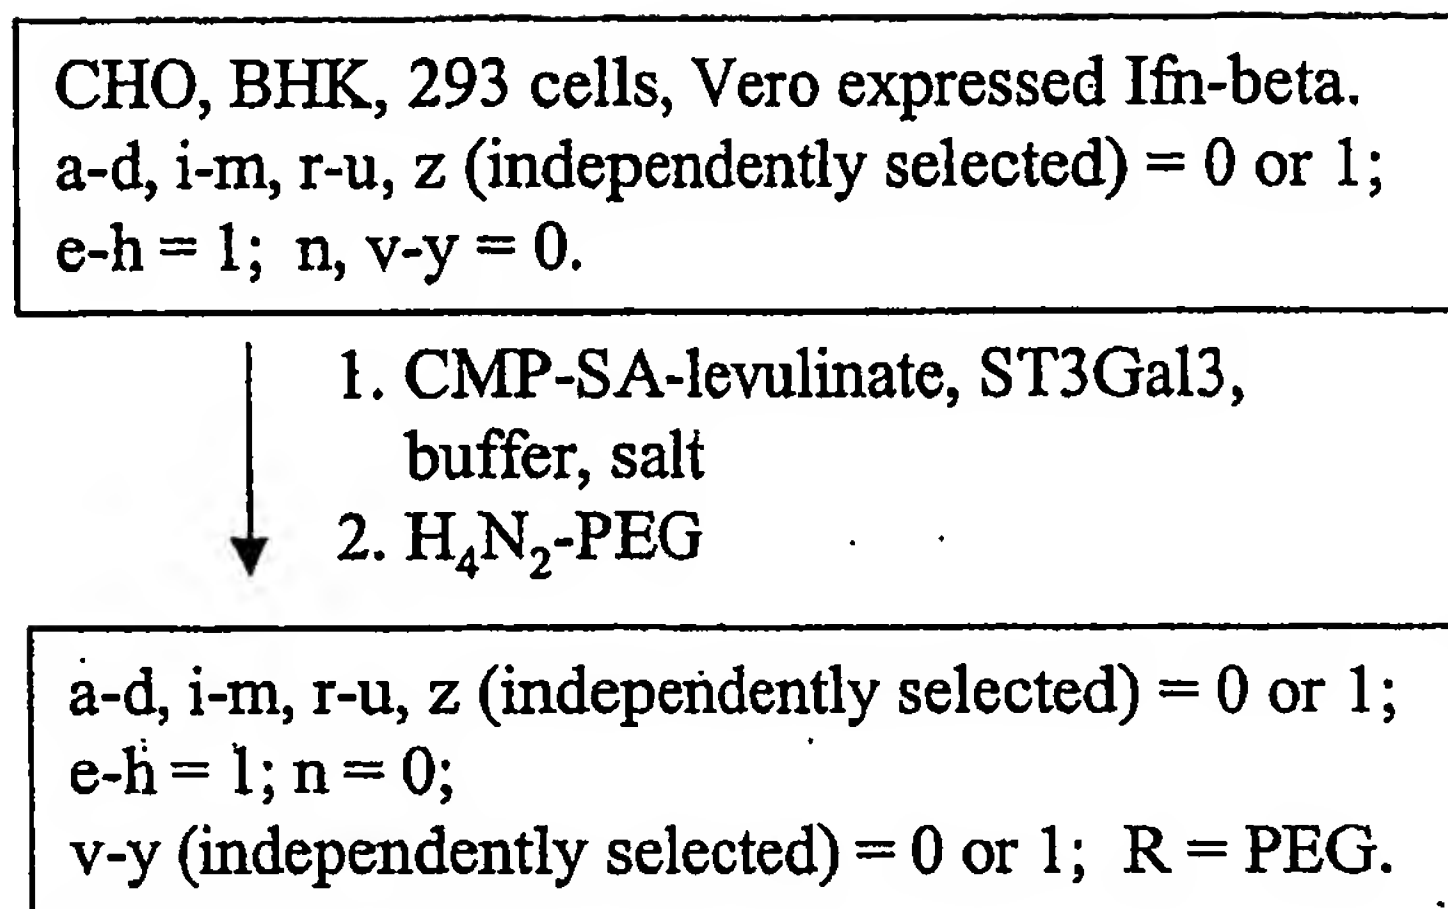 CHO, BHK, 293 cells, Vero expressed Ifn-beta.
a-d, i-m, r-u, z (independently selected) = 0 or 1;
e-h = 1; n, v-y = 0.
1. CMP-SA-levulinate, ST3Gal3,
buffer, salt
2. H₄N₂-PEG
a-d, i-m, r-u, z (independently selected) = 0 or 1;
e-h = 1; n = 0;
v-y (independently selected) = 0 or 1; R = PEG.